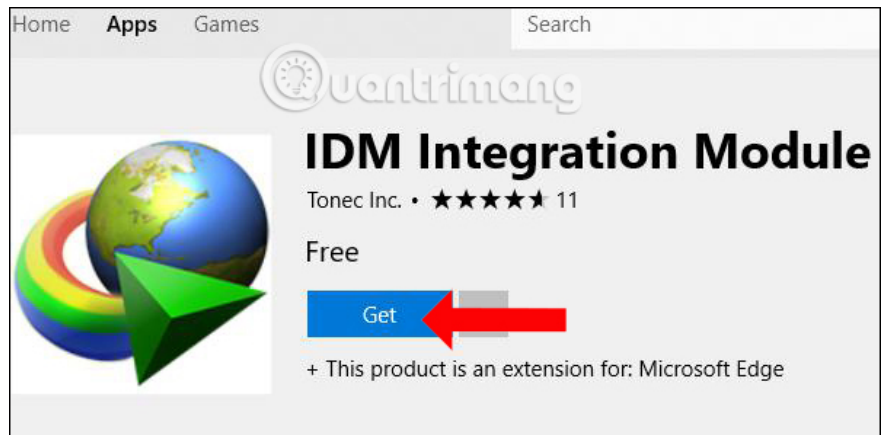 Home Apps Games Search
Quantrimang
IDM Integration Module
Tonec Inc. • ★★★★★ 11
Free
Get
+ This product is an extension for: Microsoft Edge